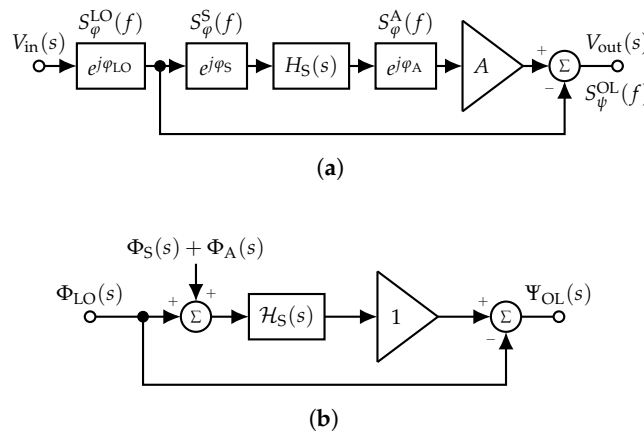 S_φ^LO(f) S_φ^S(f) S_φ^A(f)
V_in(s) e^{jφ_LO} e^{jφ_S} H_S(s) e^{jφ_A} A + Σ − V_out(s)
S_ψ^OL(f)
(a)
Φ_S(s) + Φ_A(s)
Φ_LO(s) + + Σ ℋ_S(s) 1 + Σ − Ψ_OL(s)
(b)